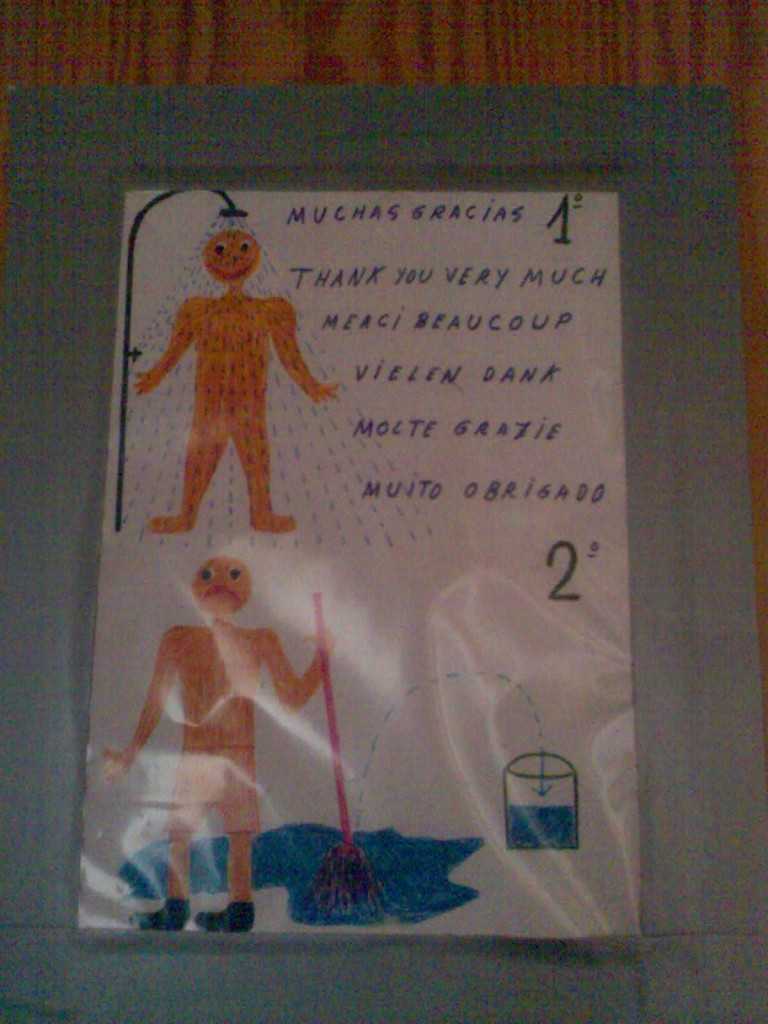 MUCHAS GRACIAS 1º
THANK YOU VERY MUCH
MERCI BEAUCOUP
VIELEN DANK
MOLTE GRAZIE
MUITO OBRIGADO
2º